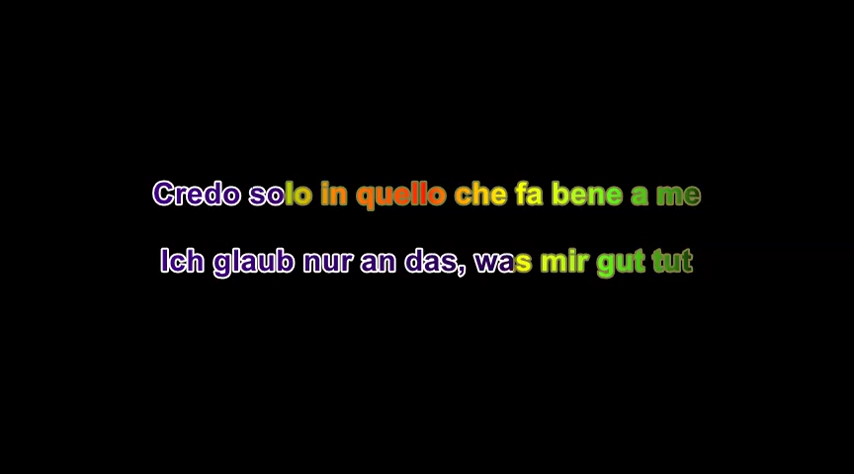 Credo solo in quello che fa bene a me
Ich glaub nur an das, was mir gut tut